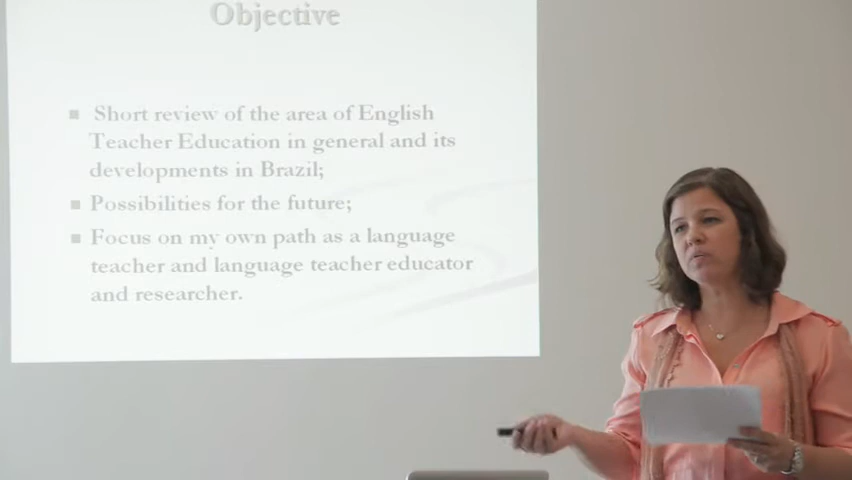 Objective
Short review of the area of English
Teacher Education in general and its
developments in Brazil;
Possibilities for the future;
Focus on my own path as a language
teacher and language teacher educator
and researcher.